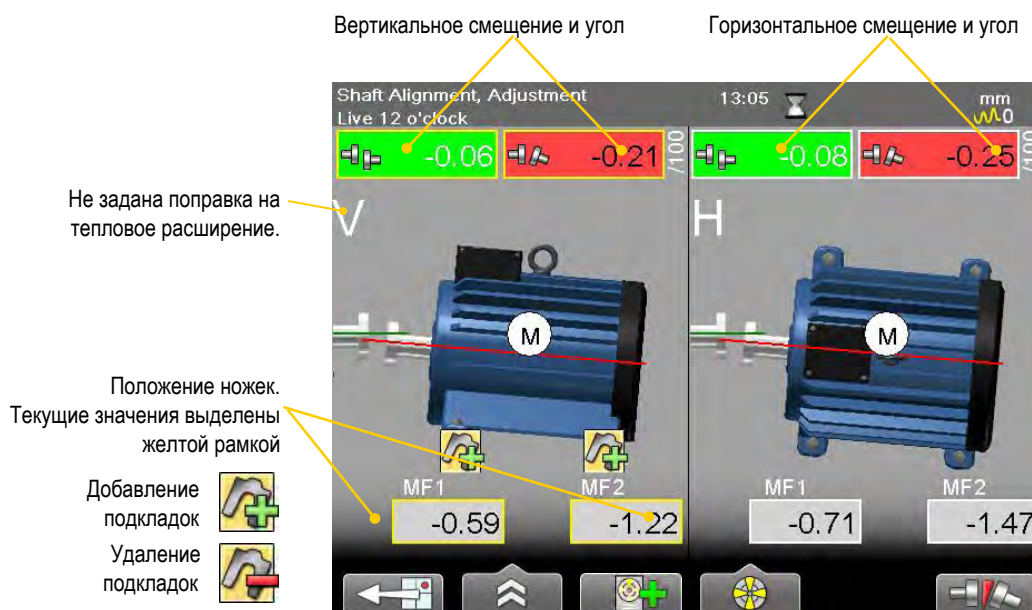 Вертикальное смещение и угол
Горизонтальное смещение и угол
Shaft Alignment, Adjustment
13:05
mm
Live 12 o'clock
0
-0.06
-0.21
/100
-0.08
-0.25
/100
Не задана поправка на
тепловое расширение.
V
H
M
M
Положение ножек.
Текущие значения выделены
желтой рамкой
MF1
MF2
MF1
MF2
-0.59
-1.22
-0.71
-1.47
Добавление
подкладок
Удаление
подкладок